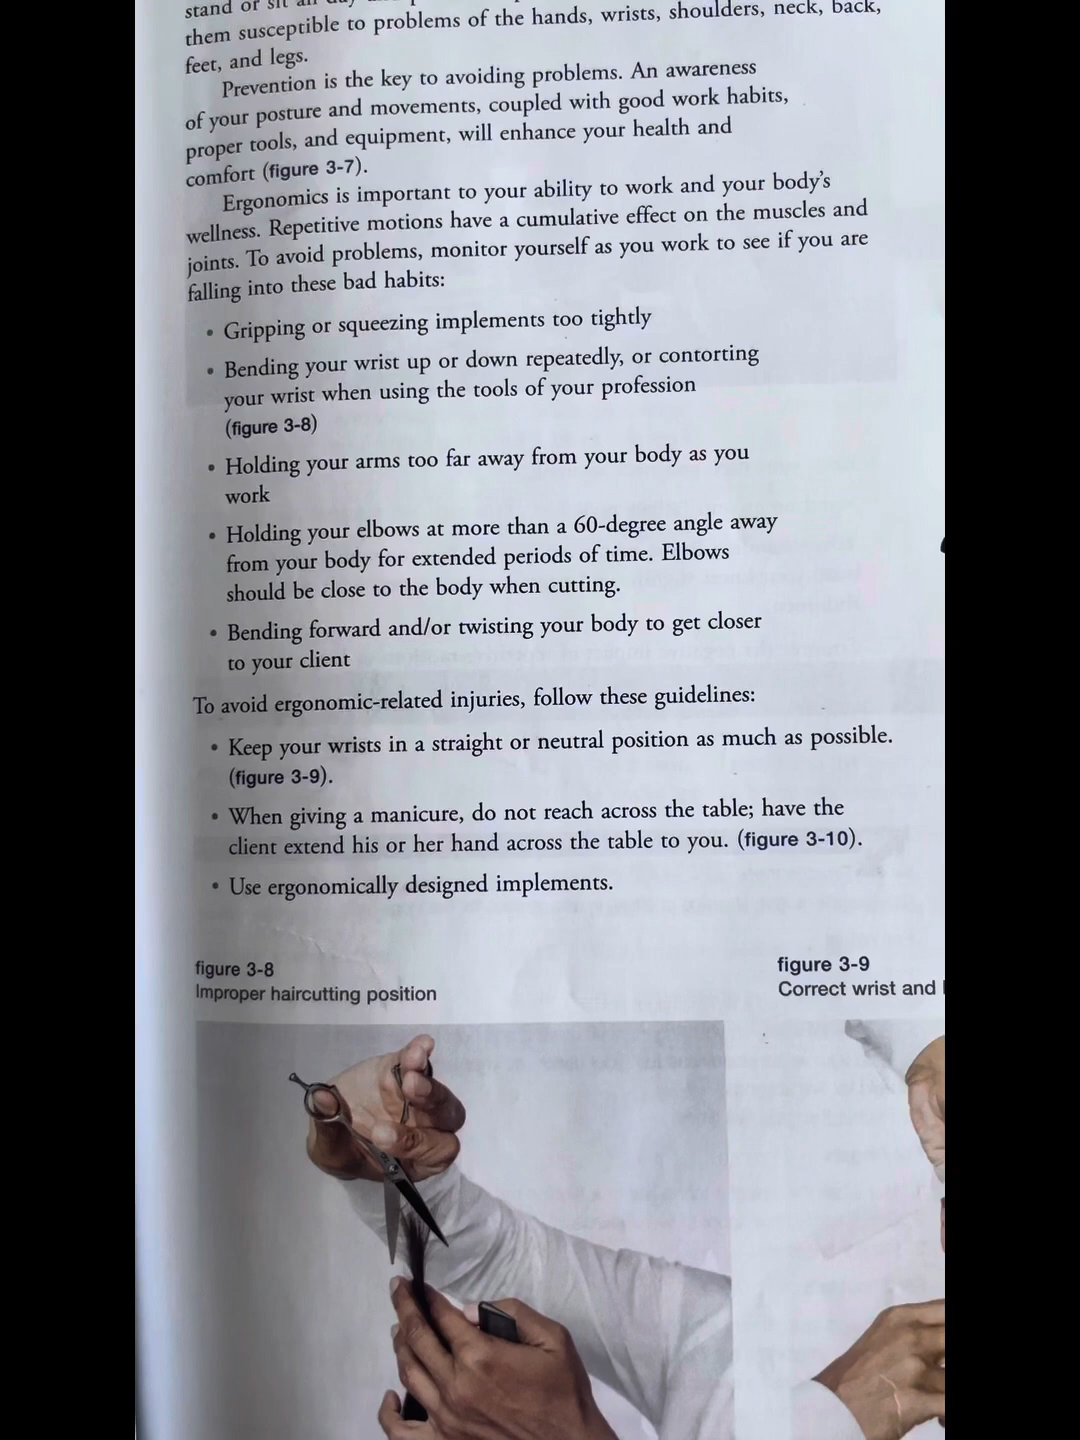 stand or sit all day
them susceptible to problems of the hands, wrists, shoulders, neck, back,
feet, and legs.
Prevention is the key to avoiding problems. An awareness
of your posture and movements, coupled with good work habits,
proper tools, and equipment, will enhance your health and
comfort (figure 3-7).
Ergonomics is important to your ability to work and your body's
wellness. Repetitive motions have a cumulative effect on the muscles and
joints. To avoid problems, monitor yourself as you work to see if you are
falling into these bad habits:
• Gripping or squeezing implements too tightly
• Bending your wrist up or down repeatedly, or contorting
your wrist when using the tools of your profession
(figure 3-8)
• Holding your arms too far away from your body as you
work
• Holding your elbows at more than a 60-degree angle away
from your body for extended periods of time. Elbows
should be close to the body when cutting.
• Bending forward and/or twisting your body to get closer
to your client
To avoid ergonomic-related injuries, follow these guidelines:
• Keep your wrists in a straight or neutral position as much as possible.
(figure 3-9).
• When giving a manicure, do not reach across the table; have the
client extend his or her hand across the table to you. (figure 3-10).
• Use ergonomically designed implements.
figure 3-8
Improper haircutting position
figure 3-9
Correct wrist and